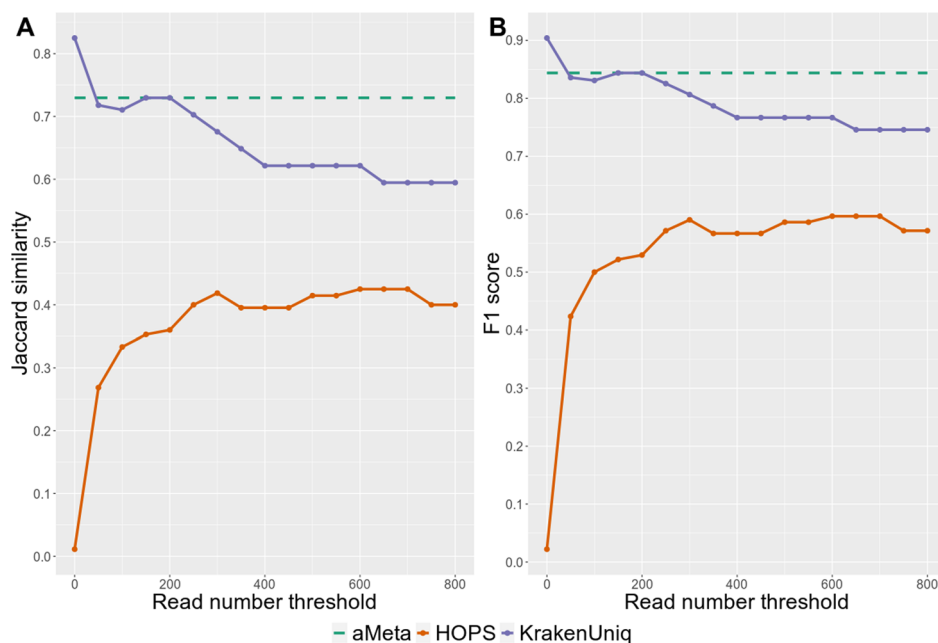 A
Jaccard similarity
0.8
0.7
0.6
0.5
0.4
0.3
0.2
0.1
0.0
0 200 400 600 800
Read number threshold
B
F1 score
0.9
0.8
0.7
0.6
0.5
0.4
0.3
0.2
0.1
0.0
0 200 400 600 800
Read number threshold
aMeta HOPS KrakenUniq